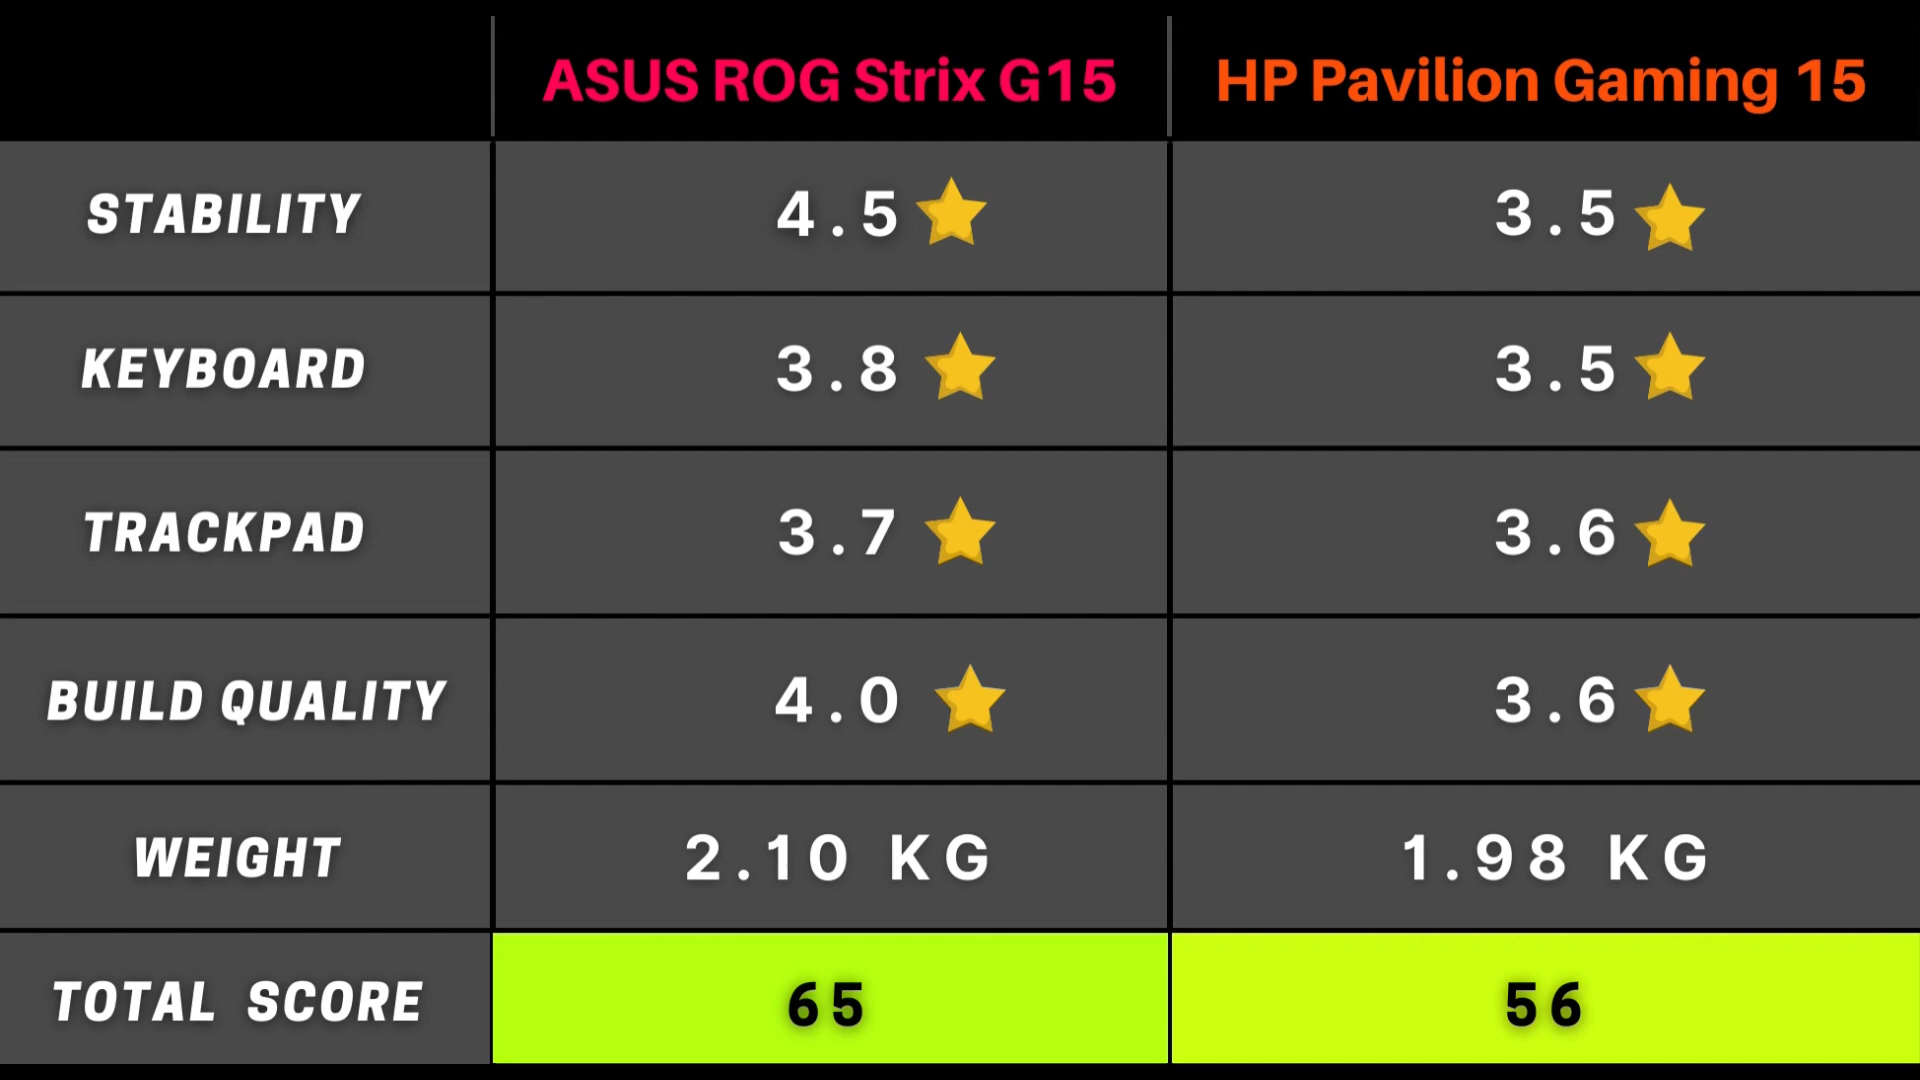 ASUS ROG Strix G15 HP Pavilion Gaming 15
STABILITY 4.5 3.5
KEYBOARD 3.8 3.5
TRACKPAD 3.7 3.6
BUILD QUALITY 4.0 3.6
WEIGHT 2.10 KG 1.98 KG
TOTAL SCORE 65 56